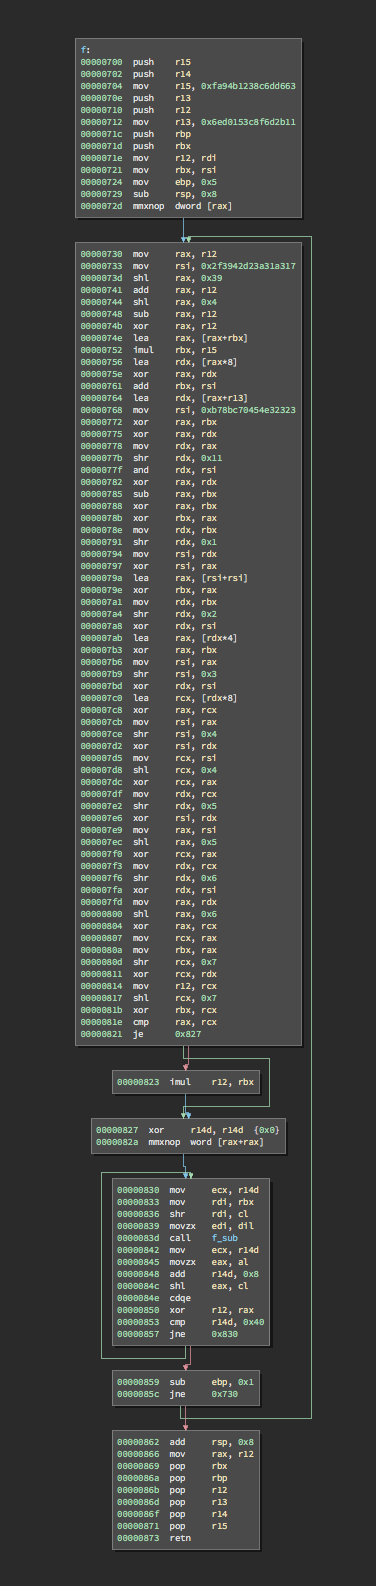 f:
00000700 push r15
00000702 push r14
00000704 mov r15, 0xfa94b1238c6dd663
0000070e push r13
00000710 push r12
00000712 mov r13, 0x6ed0153c8f6d2b11
0000071c push rbp
0000071d push rbx
0000071e mov r12, rdi
00000721 mov rbx, rsi
00000724 mov ebp, 0x5
00000729 sub rsp, 0x8
0000072d mmxnop dword [rax]
00000730 mov rax, r12
00000733 mov rsi, 0x2f3942d23a31a317
0000073d shl rax, 0x39
00000741 add rax, r12
00000744 shl rax, 0x4
00000748 sub rax, r12
0000074b xor rax, r12
0000074e lea rax, [rax+rbx]
00000752 imul rbx, r15
00000756 lea rdx, [rax*8]
0000075e xor rax, rdx
00000761 add rbx, rsi
00000764 lea rdx, [rax+r13]
00000768 mov rsi, 0xb78bc70454e32323
00000772 xor rax, rbx
00000775 xor rax, rdx
00000778 mov rdx, rax
0000077b shr rdx, 0x11
0000077f and rdx, rsi
00000782 xor rax, rdx
00000785 sub rbx, rax
00000788 xor rbx, rax
0000078b xor rbx, rax
0000078e mov rdx, rbx
00000791 shr rdx, 0x1
00000794 mov rsi, rdx
00000797 xor rsi, rax
0000079a lea rax, [rsi+rsi]
0000079e xor rbx, rax
000007a1 mov rdx, rbx
000007a4 shr rdx, 0x2
000007a8 xor rdx, rsi
000007ab lea rax, [rdx*4]
000007b3 xor rax, rbx
000007b6 mov rsi, rax
000007b9 shr rsi, 0x3
000007bd xor rdx, rsi
000007c0 lea rcx, [rdx*8]
000007c8 xor rax, rcx
000007cb mov rsi, rax
000007ce shr rsi, 0x4
000007d2 xor rsi, rdx
000007d5 mov rcx, rsi
000007d8 shl rcx, 0x4
000007dc xor rcx, rax
000007df mov rdx, rcx
000007e2 shr rdx, 0x5
000007e6 xor rsi, rdx
000007e9 mov rax, rsi
000007ec shl rax, 0x5
000007f0 xor rcx, rax
000007f3 mov rdx, rcx
000007f6 shr rdx, 0x6
000007fa xor rdx, rsi
000007fd mov rax, rdx
00000800 shl rax, 0x6
00000804 xor rcx, rax
00000807 mov rcx, rax
0000080a mov rbx, rax
0000080d shr rcx, 0x7
00000811 xor rcx, rdx
00000814 mov r12, rcx
00000817 shl rcx, 0x7
0000081b xor rbx, rcx
0000081e cmp rax, rcx
00000821 je 0x827
00000823 imul r12, rbx
00000827 xor r14d, r14d {0x0}
0000082a mmxnop word [rax+rax]
00000830 mov ecx, r14d
00000833 mov rdi, rbx
00000836 shr rdi, cl
00000839 movzx edi, dil
0000083d call f_sub
00000842 mov ecx, r14d
00000845 movzx eax, al
00000848 add r14d, 0x8
0000084c shl eax, cl
0000084e cdqe
00000850 xor r12, rax
00000853 cmp r14d, 0x40
00000857 jne 0x830
00000859 sub ebp, 0x1
0000085c jne 0x730
00000862 add rsp, 0x8
00000866 mov rax, r12
00000869 pop rbx
0000086a pop rbp
0000086b pop r12
0000086d pop r13
0000086f pop r14
00000871 pop r15
00000873 retn